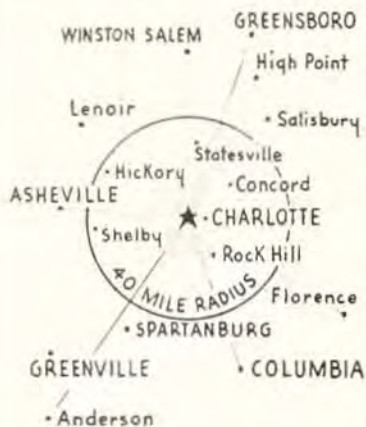 GREENSBORO
WINSTON SALEM
High Point
Lenoir
Salisbury
Statesville
Hickory
Concord
ASHEVILLE
CHARLOTTE
Shelby
Rock Hill
40 MILE RADIUS
Florence
SPARTANBURG
GREENVILLE
COLUMBIA
Anderson